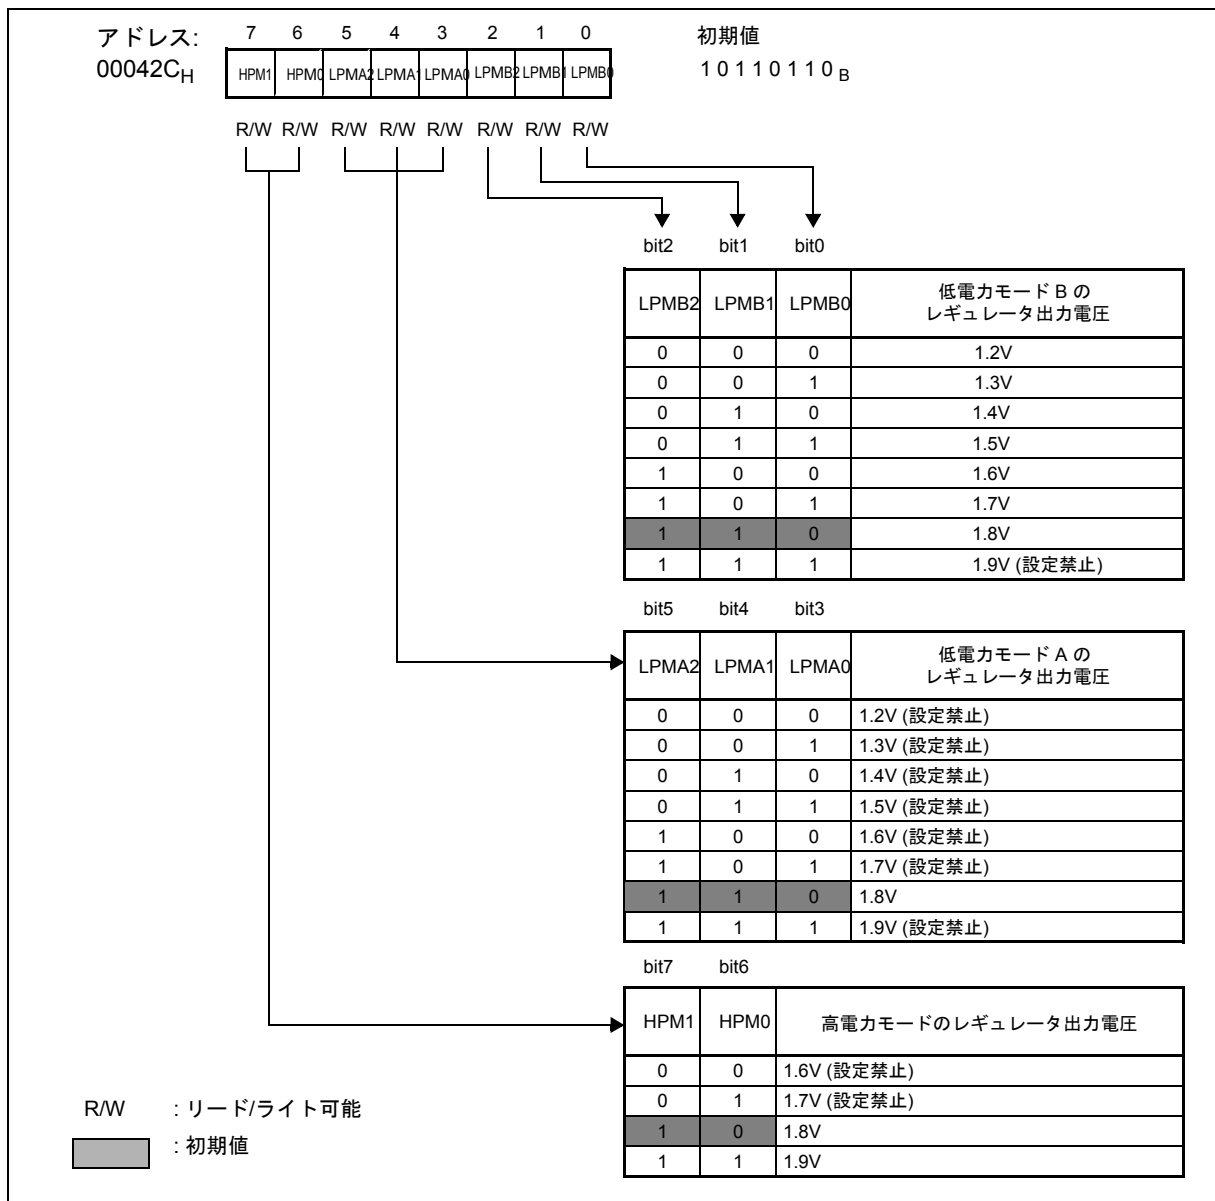 アドレス: 7 6 5 4 3 2 1 0 初期値
00042CH HPM1 HPM0 LPMA2 LPMA1 LPMA0 LPMB2 LPMB1 LPMB0 1 0 1 1 0 1 1 0 B
R/W R/W R/W R/W R/W R/W R/W R/W
bit2 bit1 bit0
LPMB2 LPMB1 LPMB0 低電力モード B の
レギュレータ出力電圧
0 0 0 1.2V
0 0 1 1.3V
0 1 0 1.4V
0 1 1 1.5V
1 0 0 1.6V
1 0 1 1.7V
1 1 0 1.8V
1 1 1 1.9V (設定禁止)
bit5 bit4 bit3
LPMA2 LPMA1 LPMA0 低電力モード A の
レギュレータ出力電圧
0 0 0 1.2V (設定禁止)
0 0 1 1.3V (設定禁止)
0 1 0 1.4V (設定禁止)
0 1 1 1.5V (設定禁止)
1 0 0 1.6V (設定禁止)
1 0 1 1.7V (設定禁止)
1 1 0 1.8V
1 1 1 1.9V (設定禁止)
bit7 bit6
HPM1 HPM0 高電力モードのレギュレータ出力電圧
0 0 1.6V (設定禁止)
0 1 1.7V (設定禁止)
1 0 1.8V
1 1 1.9V
R/W : リード/ライト可能
: 初期値